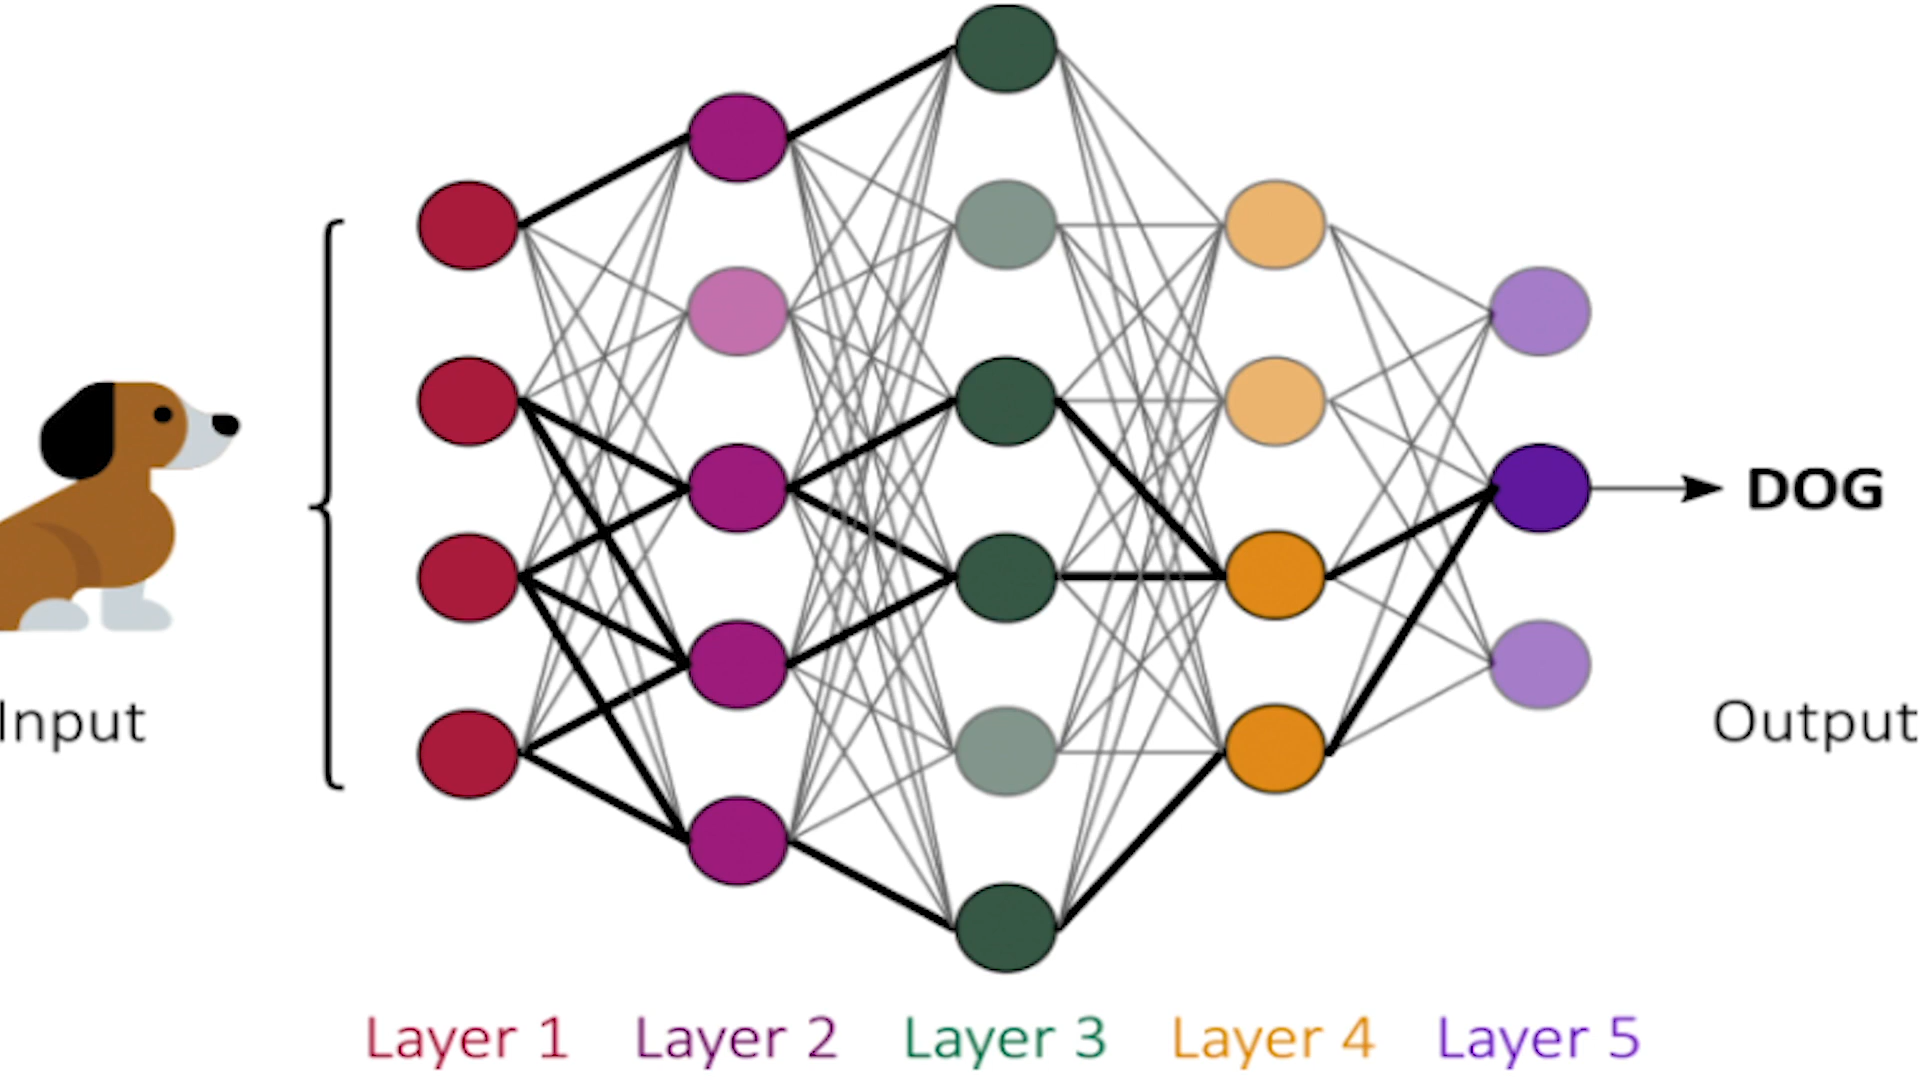 DOG
Input
Output
Layer 1
Layer 2
Layer 3
Layer 4
Layer 5